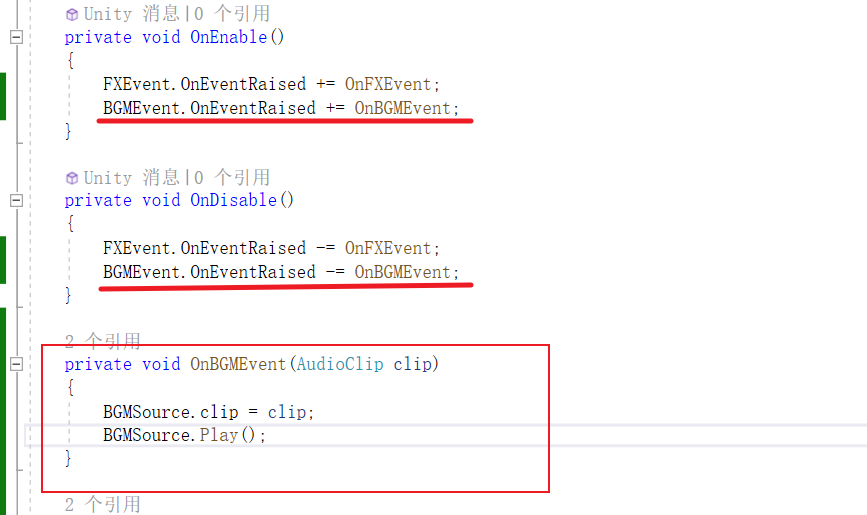 Unity 消息|0 个引用
private void OnEnable()
{
FXEvent.OnEventRaised += OnFXEvent;
BGMEvent.OnEventRaised += OnBGMEvent;
}
Unity 消息|0 个引用
private void OnDisable()
{
FXEvent.OnEventRaised -= OnFXEvent;
BGMEvent.OnEventRaised -= OnBGMEvent;
}
2 个引用
private void OnBGMEvent(AudioClip clip)
{
BGMSource.clip = clip;
BGMSource.Play();
}
2 个引用